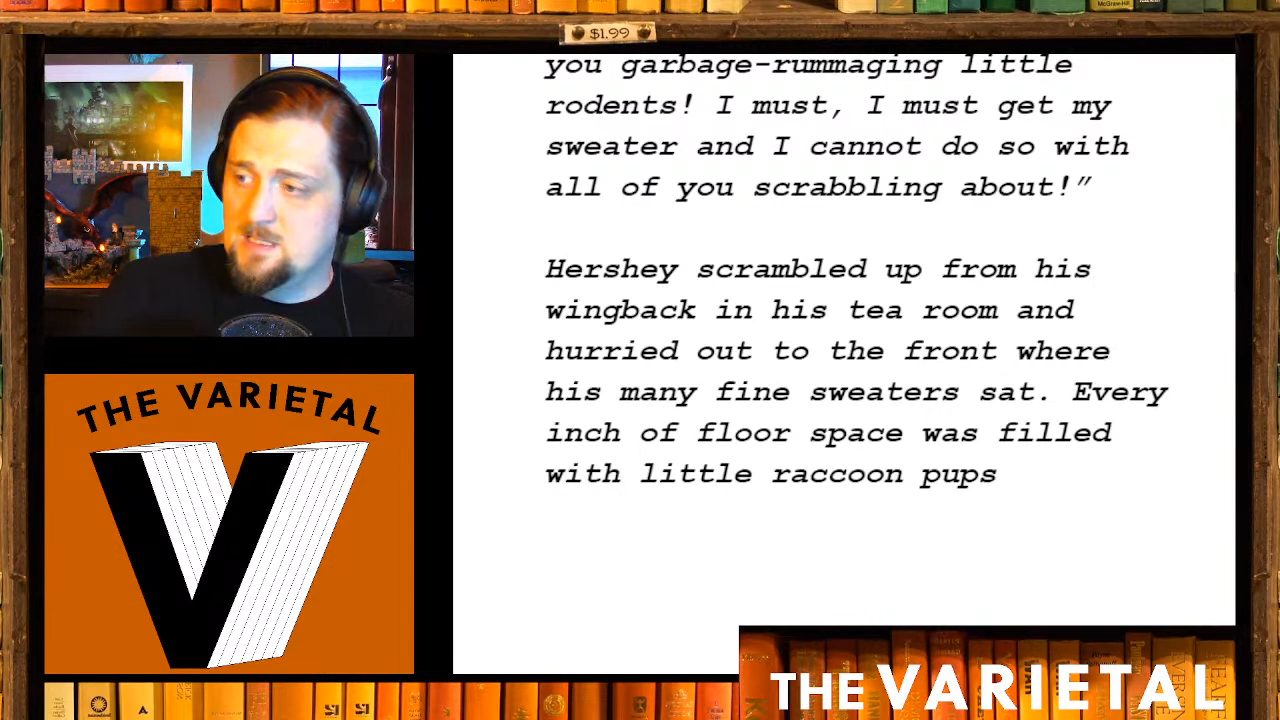 McGraw-Hill
$1.99
you garbage-rummaging little
rodents! I must, I must get my
sweater and I cannot do so with
all of you scrabbling about!”
Hershey scrambled up from his
wingback in his tea room and
hurried out to the front where
his many fine sweaters sat. Every
inch of floor space was filled
with little raccoon pups
THE VARIETAL
V
THE VARIETAL